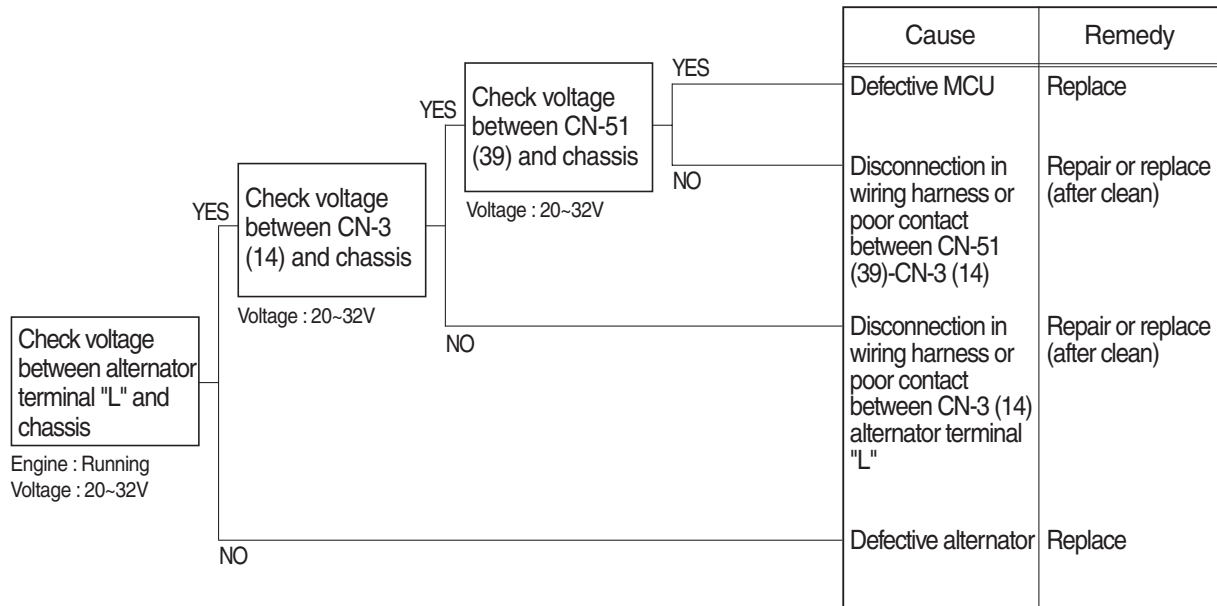 Cause
Remedy
YES
Defective MCU
Replace
YES
Check voltage
between CN-51
(39) and chassis
Voltage : 20~32V
NO
Disconnection in
wiring harness or
poor contact
between CN-51
(39)-CN-3 (14)
Repair or replace
(after clean)
YES
Check voltage
between CN-3
(14) and chassis
Voltage : 20~32V
NO
Disconnection in
wiring harness or
poor contact
between CN-3 (14)
alternator terminal
"L"
Repair or replace
(after clean)
Check voltage
between alternator
terminal "L" and
chassis
Engine : Running
Voltage : 20~32V
NO
Defective alternator
Replace